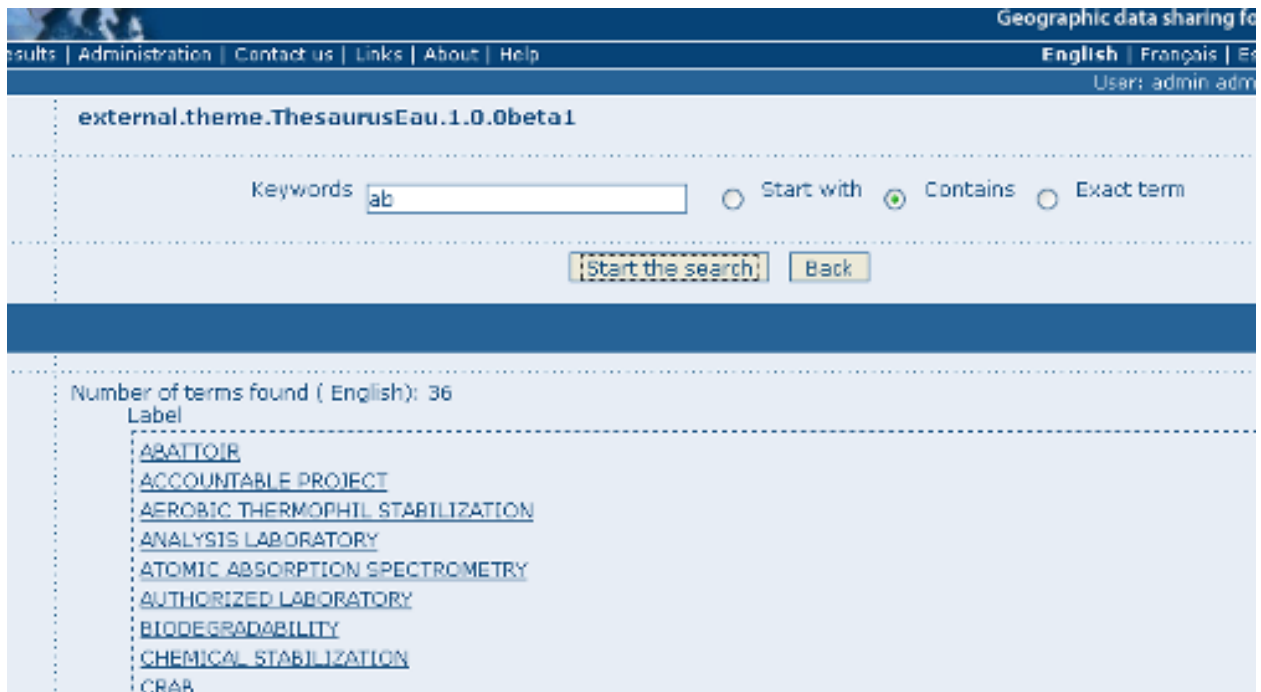 Geographic data sharing fo
esults | Administration | Contact us | Links | About | Help English | Français | Es
User: admin adm
external.theme.ThesaurusEau.1.0.0beta1
Keywords ab Start with Contains Exact term
Start the search Back
Number of terms found ( English): 36
Label
ABATTOIR
ACCOUNTABLE PROJECT
AEROBIC THERMOPHIL STABILIZATION
ANALYSIS LABORATORY
ATOMIC ABSORPTION SPECTROMETRY
AUTHORIZED LABORATORY
BIODEGRADABILITY
CHEMICAL STABILIZATION
CRAB